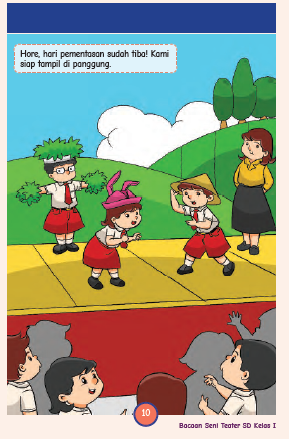 Hore, hari pementasan sudah tiba! Kami
siap tampil di panggung.
10
Bacaan Seni Teater SD Kelas I